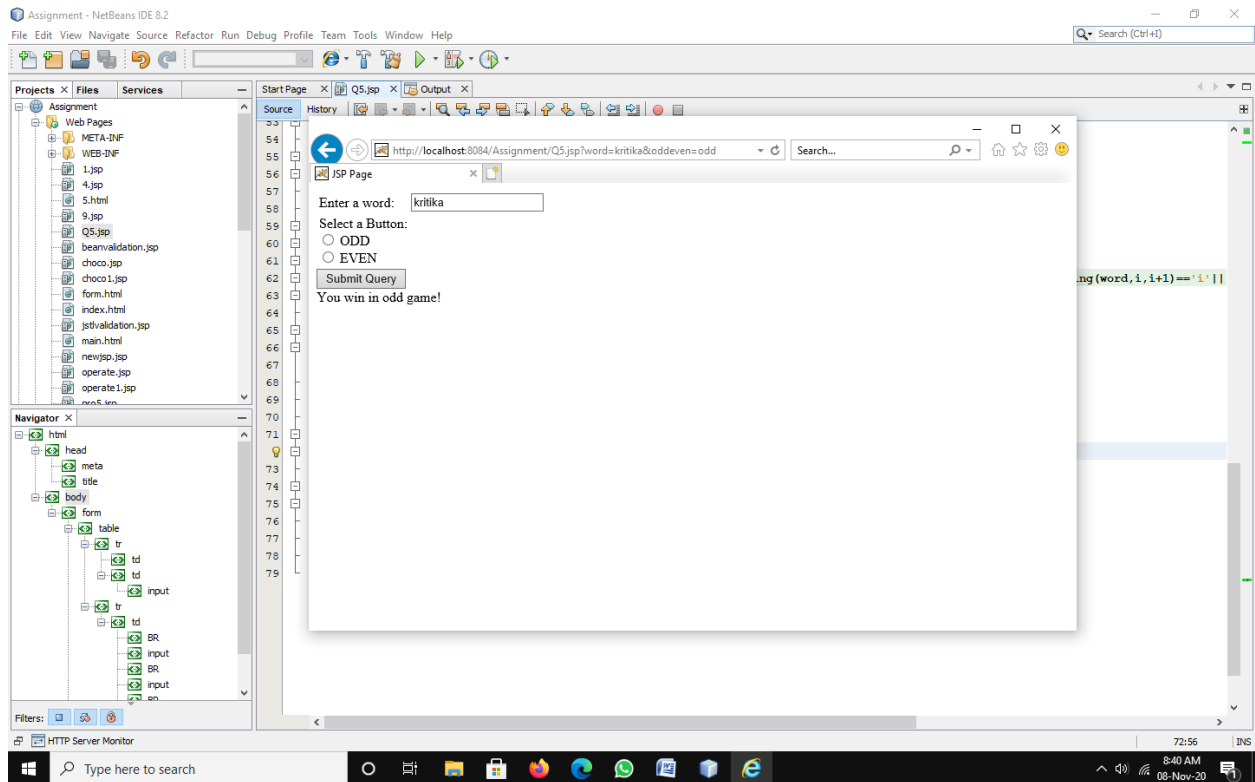 Assignment - NetBeans IDE 8.2
File Edit View Navigate Source Refactor Run Debug Profile Team Tools Window Help
Search (Ctrl+I)
Projects × Files Services
Assignment
Web Pages
META-INF
WEB-INF
1.jsp
4.jsp
5.html
9.jsp
Q5.jsp
beanvalidation.jsp
choco.jsp
choco1.jsp
form.html
index.html
jstlvalidation.jsp
main.html
newjsp.jsp
operate.jsp
operate1.jsp
pro5.jsp
Navigator ×
html
head
meta
title
body
form
table
tr
td
td
input
tr
td
BR
input
BR
input
BR
Filters:
HTTP Server Monitor
Start Page × Q5.jsp × Output ×
Source History
53
54
55
56
57
58
59
60
61
62
63
64
65
66
67
68
69
70
71
73
74
75
76
77
78
79
ng(word,i,i+1)=='i'||
http://localhost:8084/Assignment/Q5.jsp?word=kritika&oddeven=odd
Search...
JSP Page
Enter a word: kritika
Select a Button:
ODD
EVEN
Submit Query
You win in odd game!
72:56 INS
Type here to search
8:40 AM
08-Nov-20